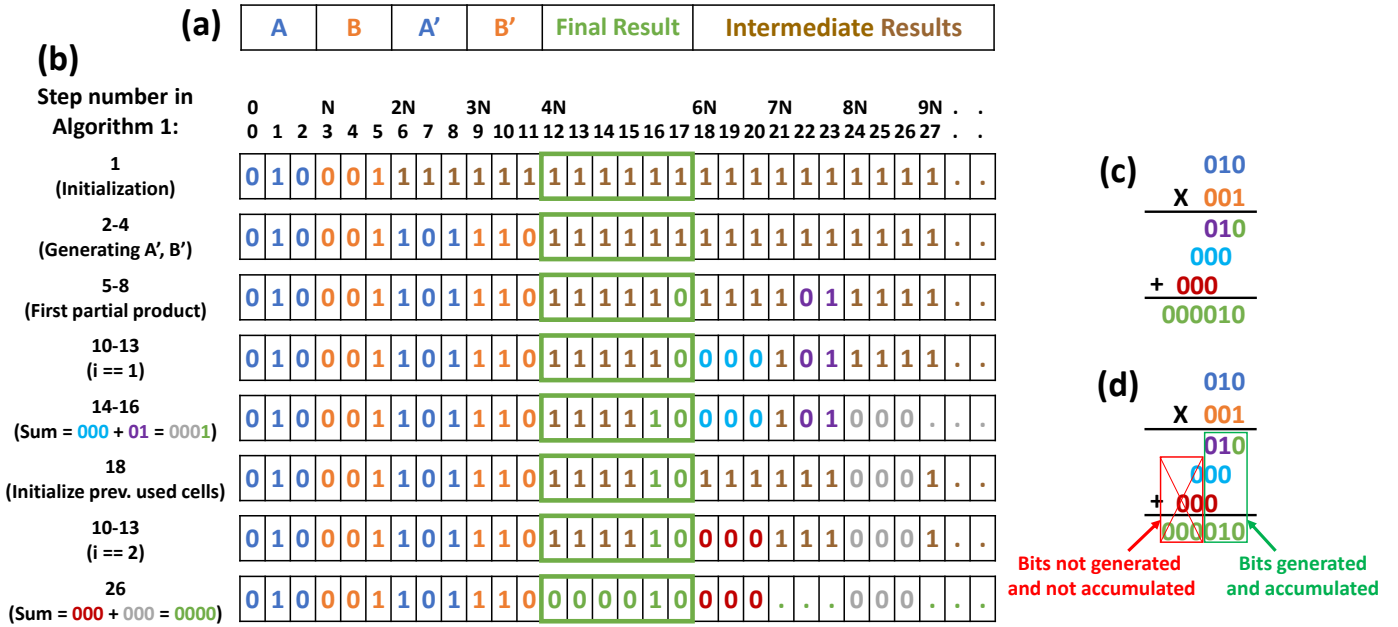 (a)
A B A’ B’ Final Result Intermediate Results
(b)
Step number in
Algorithm 1:
0 N 2N 3N 4N 6N 7N 8N 9N . .
0 1 2 3 4 5 6 7 8 9 10 11 12 13 14 15 16 17 18 19 20 21 22 23 24 25 26 27 . .
1
(Initialization)
0 1 0 0 0 1 1 1 1 1 1 1 1 1 1 1 1 1 1 1 1 1 1 1 1 1 1 1 . .
2-4
(Generating A’, B’)
0 1 0 0 0 1 1 0 1 1 1 0 1 1 1 1 1 1 1 1 1 1 1 1 1 1 1 1 . .
5-8
(First partial product)
0 1 0 0 0 1 1 0 1 1 1 0 1 1 1 1 1 0 1 1 1 1 0 1 1 1 1 1 . .
10-13
(i == 1)
0 1 0 0 0 1 1 0 1 1 1 0 1 1 1 1 1 0 0 0 0 1 0 1 1 1 1 1 . .
14-16
(Sum = 000 + 01 = 0001)
0 1 0 0 0 1 1 0 1 1 1 0 1 1 1 1 1 0 0 0 0 1 0 1 0 0 0 . . .
18
(Initialize prev. used cells)
0 1 0 0 0 1 1 0 1 1 1 0 1 1 1 1 1 0 1 1 1 1 1 1 0 0 0 1 . .
10-13
(i == 2)
0 1 0 0 0 1 1 0 1 1 1 0 1 1 1 1 1 0 0 0 0 1 1 1 0 0 0 1 . .
26
(Sum = 000 + 000 = 0000)
0 1 0 0 0 1 1 0 1 1 1 0 0 0 0 0 1 0 0 0 0 . . . 0 0 0 . . .
(c)
010
X 001
010
000
+ 000
000010
(d)
010
X 001
010
000
+ 000
000010
Bits not generated
and not accumulated
Bits generated
and accumulated